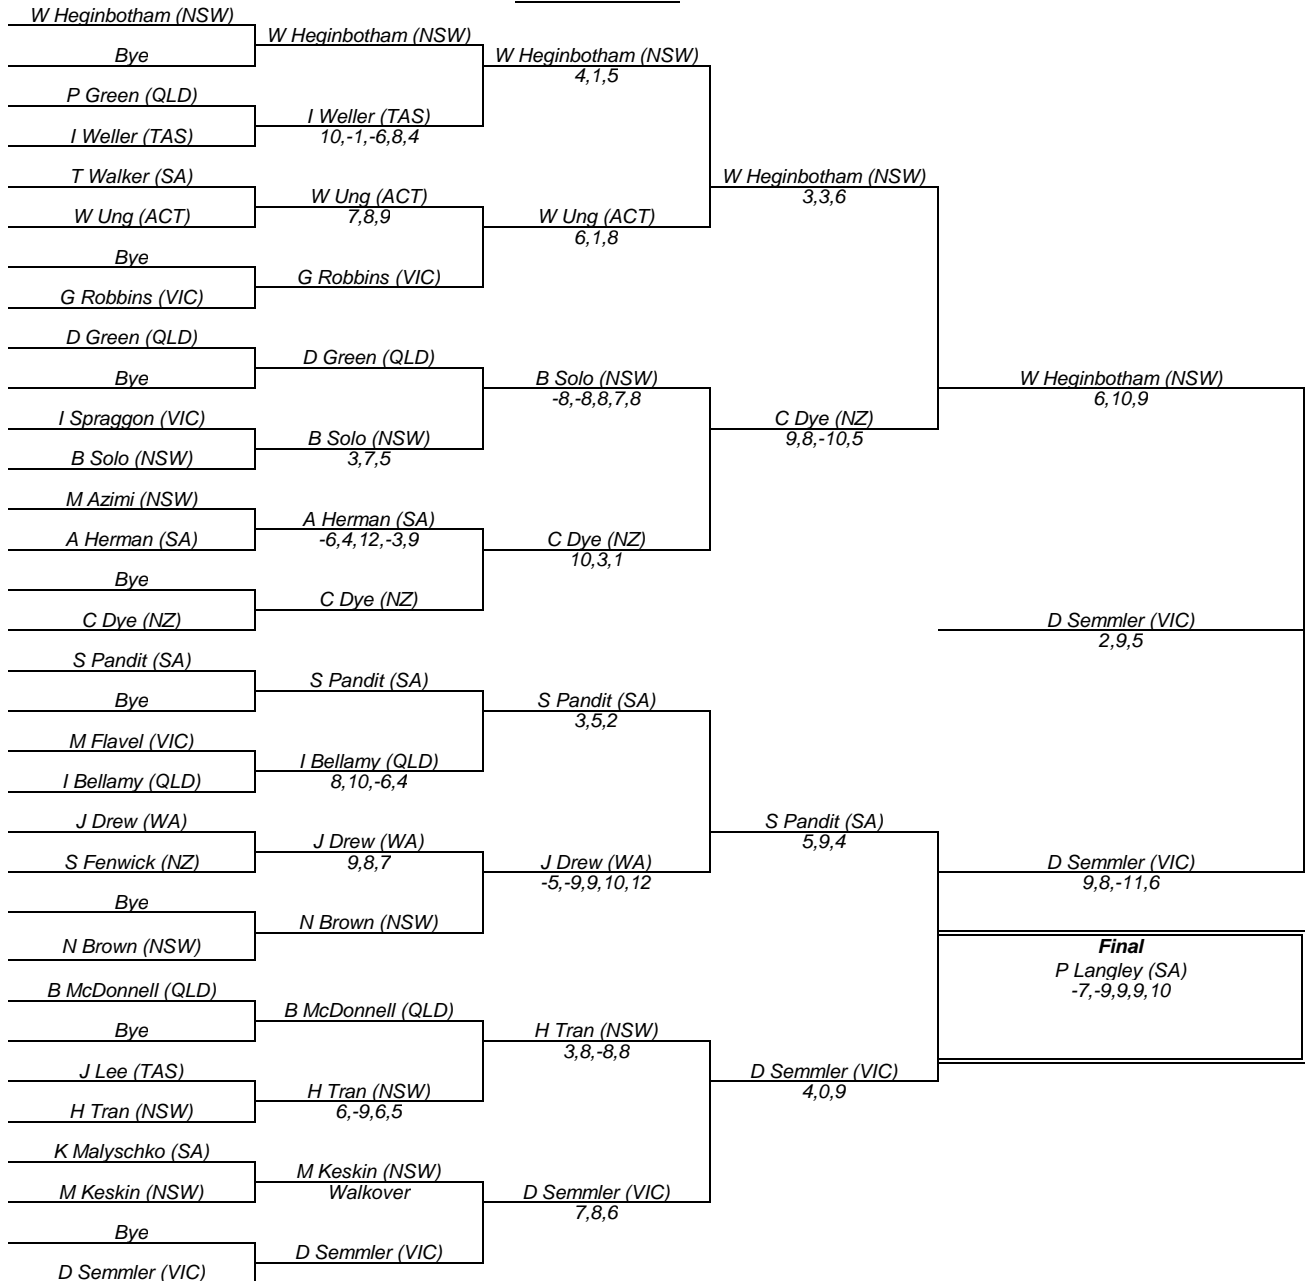 W Heginbotham (NSW)
Bye
P Green (QLD)
I Weller (TAS)
T Walker (SA)
W Ung (ACT)
Bye
G Robbins (VIC)
D Green (QLD)
Bye
I Spraggon (VIC)
B Solo (NSW)
M Azimi (NSW)
A Herman (SA)
Bye
C Dye (NZ)
S Pandit (SA)
Bye
M Flavel (VIC)
I Bellamy (QLD)
J Drew (WA)
S Fenwick (NZ)
Bye
N Brown (NSW)
B McDonnell (QLD)
Bye
J Lee (TAS)
H Tran (NSW)
K Malyschko (SA)
M Keskin (NSW)
Bye
D Semmler (VIC)
W Heginbotham (NSW)
I Weller (TAS)
10,-1,-6,8,4
W Ung (ACT)
7,8,9
G Robbins (VIC)
D Green (QLD)
B Solo (NSW)
3,7,5
A Herman (SA)
-6,4,12,-3,9
C Dye (NZ)
S Pandit (SA)
I Bellamy (QLD)
8,10,-6,4
J Drew (WA)
9,8,7
N Brown (NSW)
B McDonnell (QLD)
H Tran (NSW)
6,-9,6,5
M Keskin (NSW)
Walkover
D Semmler (VIC)
W Heginbotham (NSW)
4,1,5
W Ung (ACT)
6,1,8
B Solo (NSW)
-8,-8,8,7,8
C Dye (NZ)
10,3,1
S Pandit (SA)
3,5,2
J Drew (WA)
-5,-9,9,10,12
H Tran (NSW)
3,8,-8,8
D Semmler (VIC)
7,8,6
W Heginbotham (NSW)
3,3,6
C Dye (NZ)
9,8,-10,5
S Pandit (SA)
5,9,4
D Semmler (VIC)
4,0,9
W Heginbotham (NSW)
6,10,9
D Semmler (VIC)
2,9,5
D Semmler (VIC)
9,8,-11,6
Final
P Langley (SA)
-7,-9,9,9,10